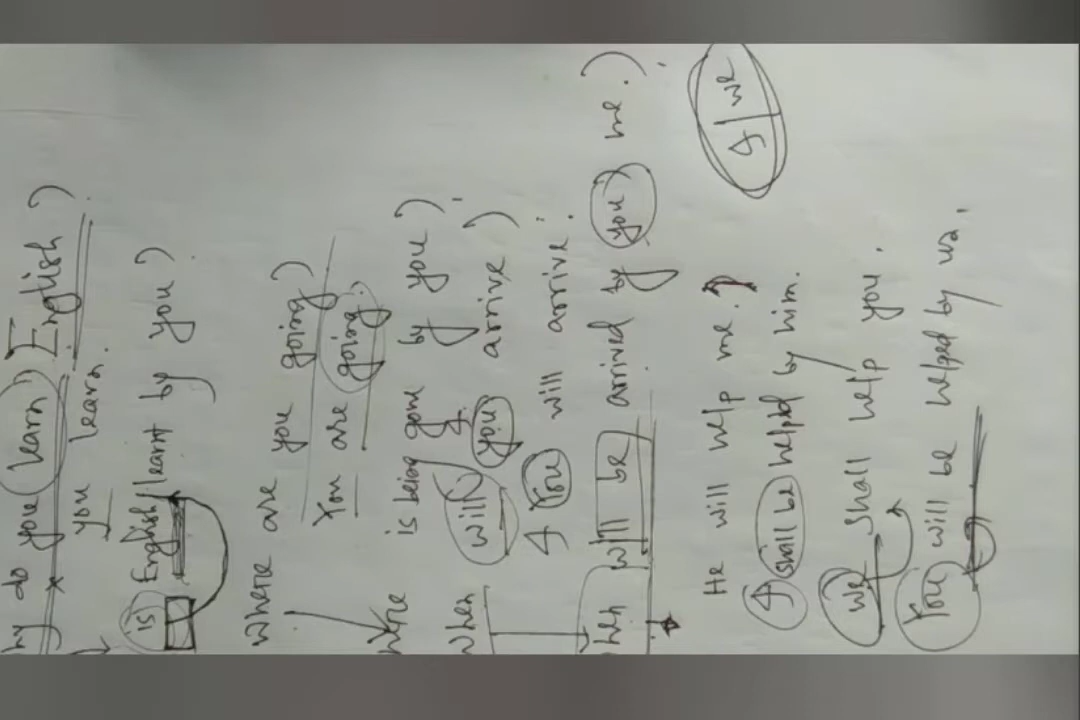 do you learn English ?
you learn.
is English learnt by you ?
where are you going ?
You are going.
is being gone by you ?
when will you arrive ?
You will arrive.
will be arrived by you me. ?
I | we
He will help me.
I shall be helped by him.
We shall help you.
You will be helped by us.